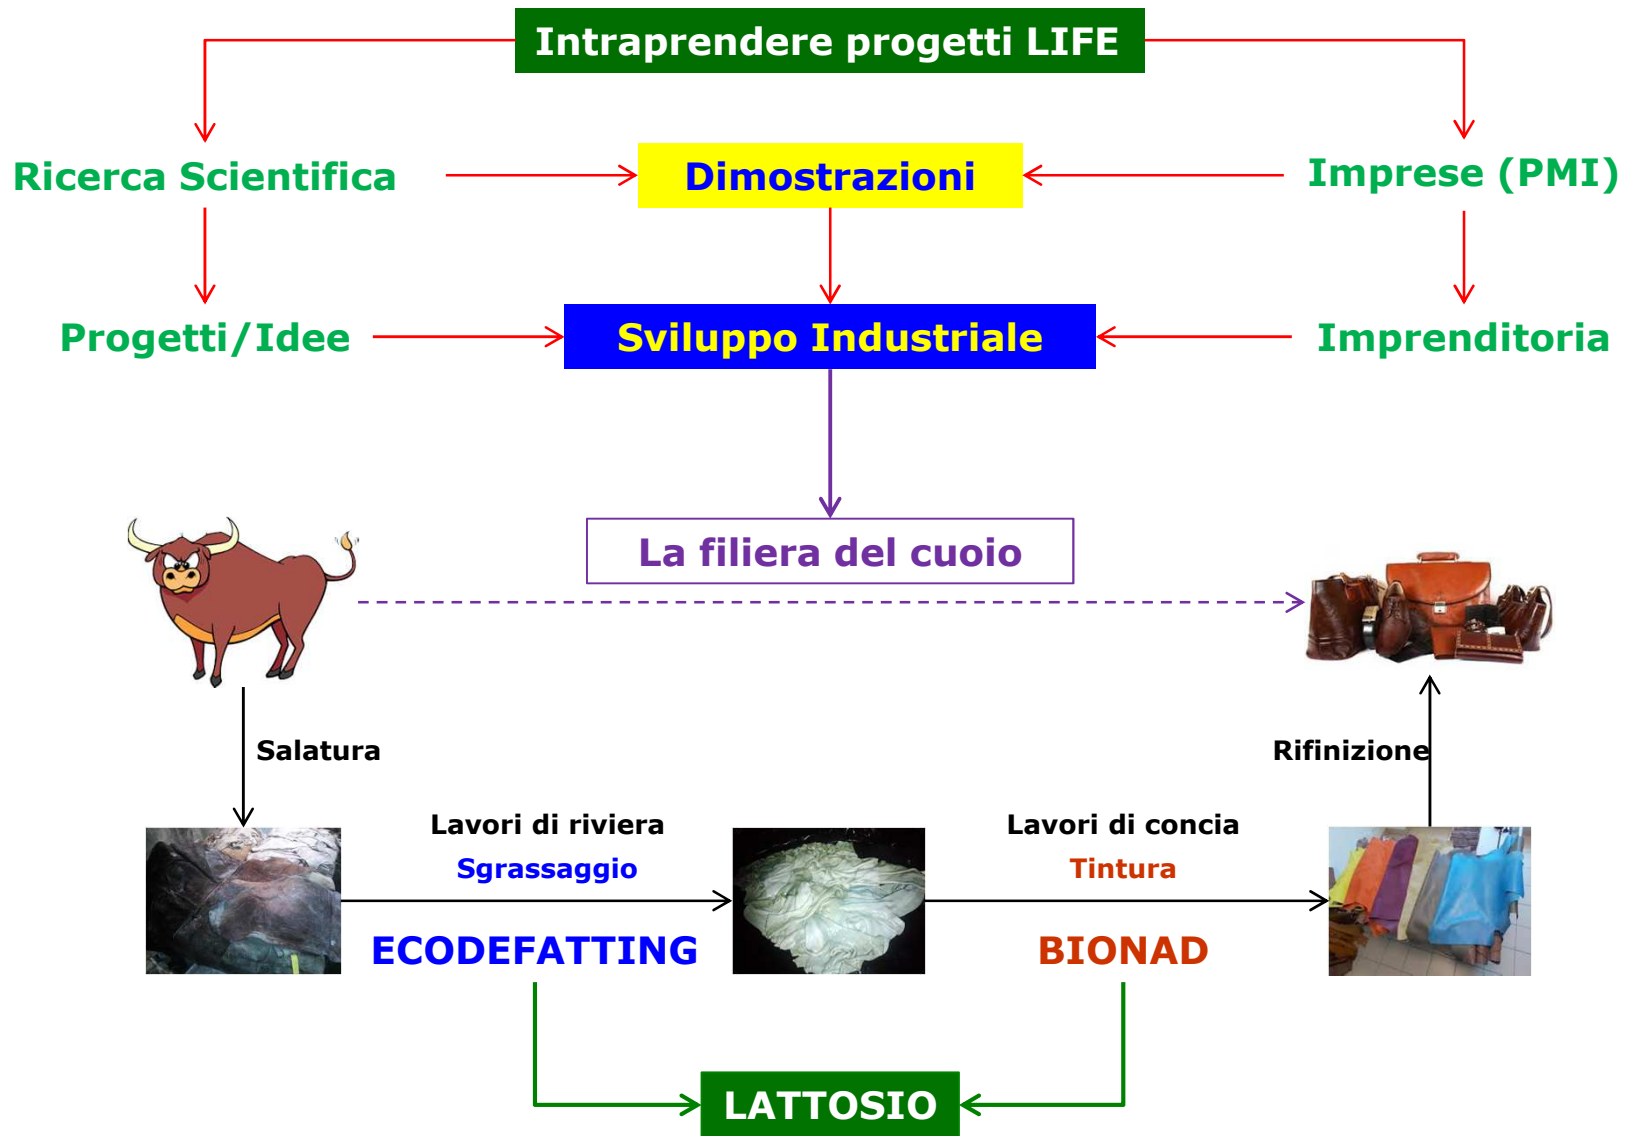 Intraprendere progetti LIFE
Ricerca Scientifica
Dimostrazioni
Imprese (PMI)
Progetti/Idee
Sviluppo Industriale
Imprenditoria
La filiera del cuoio
Salatura
Rifinizione
Lavori di riviera
Sgrassaggio
Lavori di concia
Tintura
ECODEFATTING
BIONAD
LATTOSIO